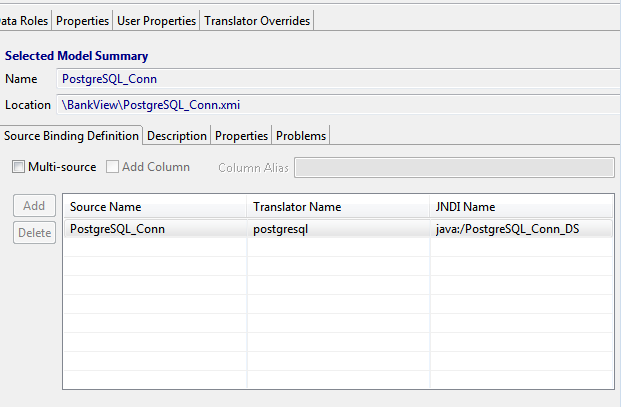 ata Roles Properties User Properties Translator Overrides
Selected Model Summary
Name PostgreSQL_Conn
Location \BankView\PostgreSQL_Conn.xmi
Source Binding Definition Description Properties Problems
Multi-source Add Column Column Alias
Add
Delete
Source Name Translator Name JNDI Name
PostgreSQL_Conn postgresql java:/PostgreSQL_Conn_DS